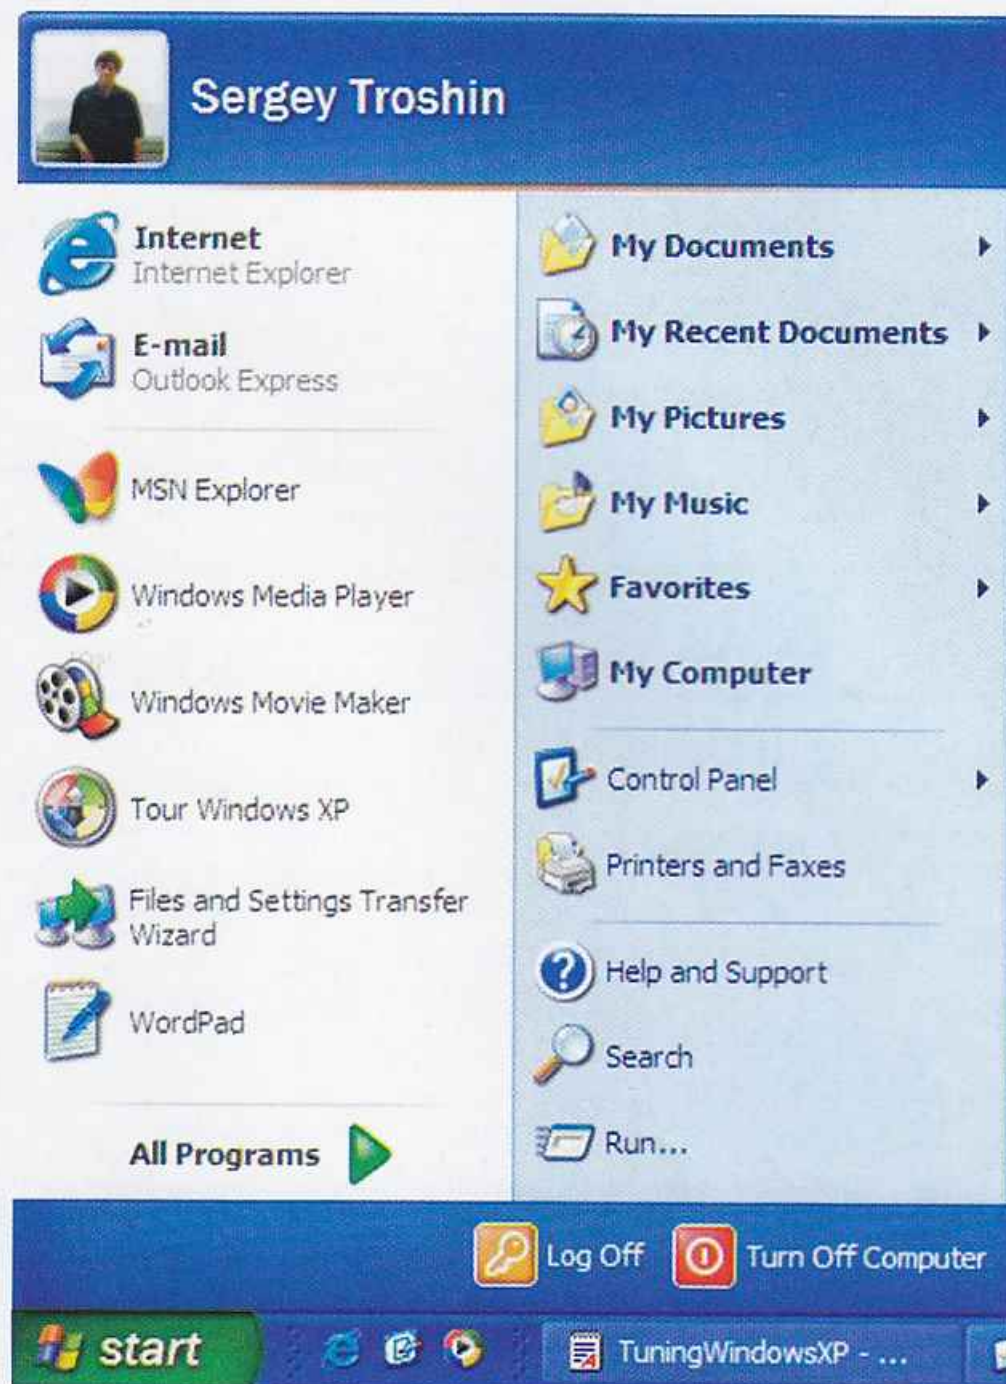 Sergey Troshin
Internet
Internet Explorer
E-mail
Outlook Express
MSN Explorer
Windows Media Player
Windows Movie Maker
Tour Windows XP
Files and Settings Transfer
Wizard
WordPad
All Programs
My Documents
My Recent Documents
My Pictures
My Music
Favorites
My Computer
Control Panel
Printers and Faxes
Help and Support
Search
Run...
Log Off
Turn Off Computer
start
TuningWindowsXP - ...